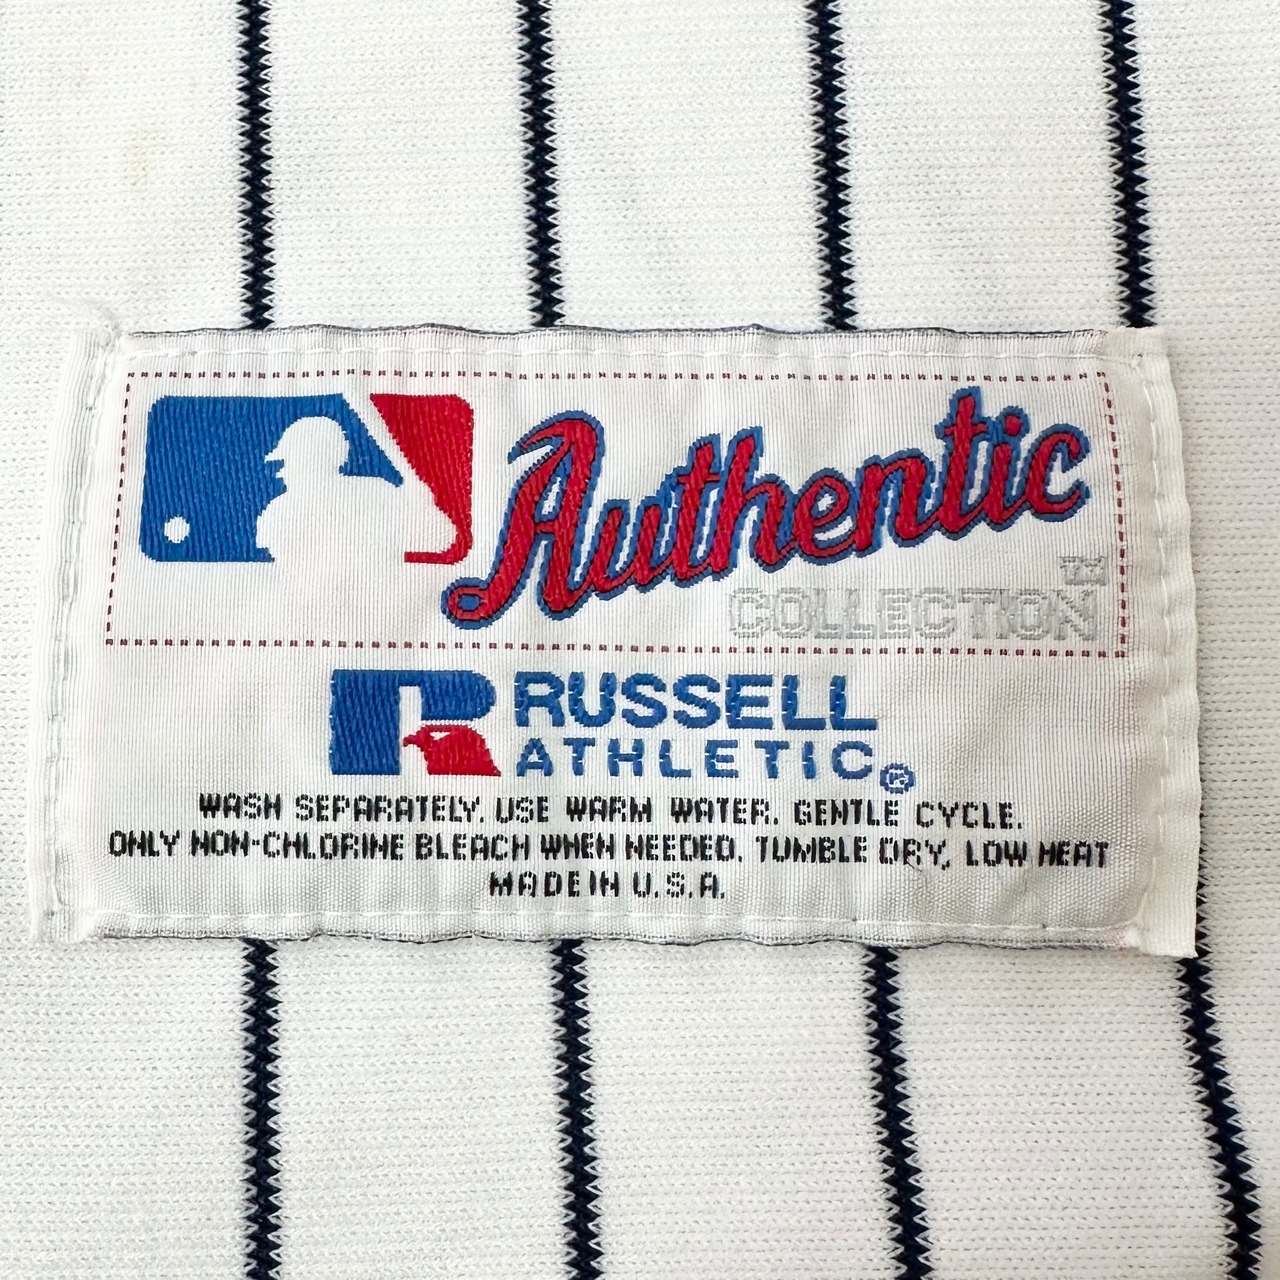 Authentic
TM
COLLECTION
RUSSELL
ATHLETIC®
WASH SEPARATELY. USE WARM WATER. GENTLE CYCLE.
ONLY NON-CHLORINE BLEACH WHEN NEEDED. TUMBLE DRY, LOW HEAT
MADE IN U.S.A.